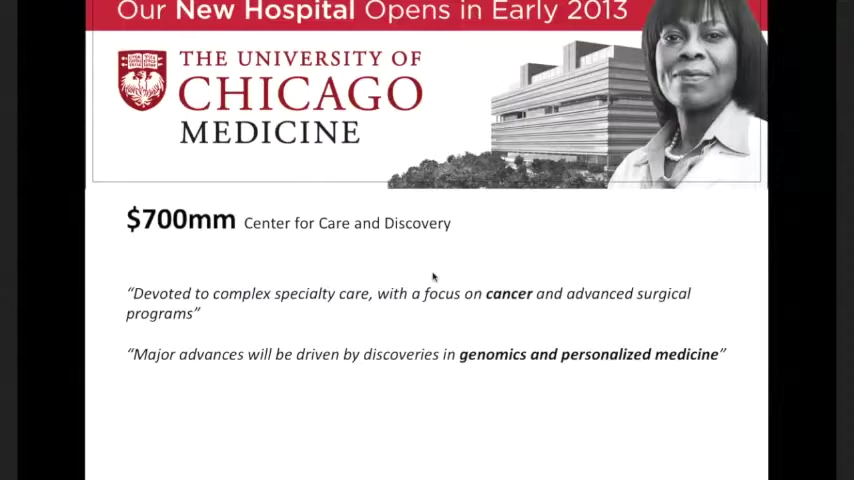 Our New Hospital Opens in Early 2013
THE UNIVERSITY OF
CHICAGO
MEDICINE
$700mm Center for Care and Discovery
“Devoted to complex specialty care, with a focus on cancer and advanced surgical
programs”
“Major advances will be driven by discoveries in genomics and personalized medicine”